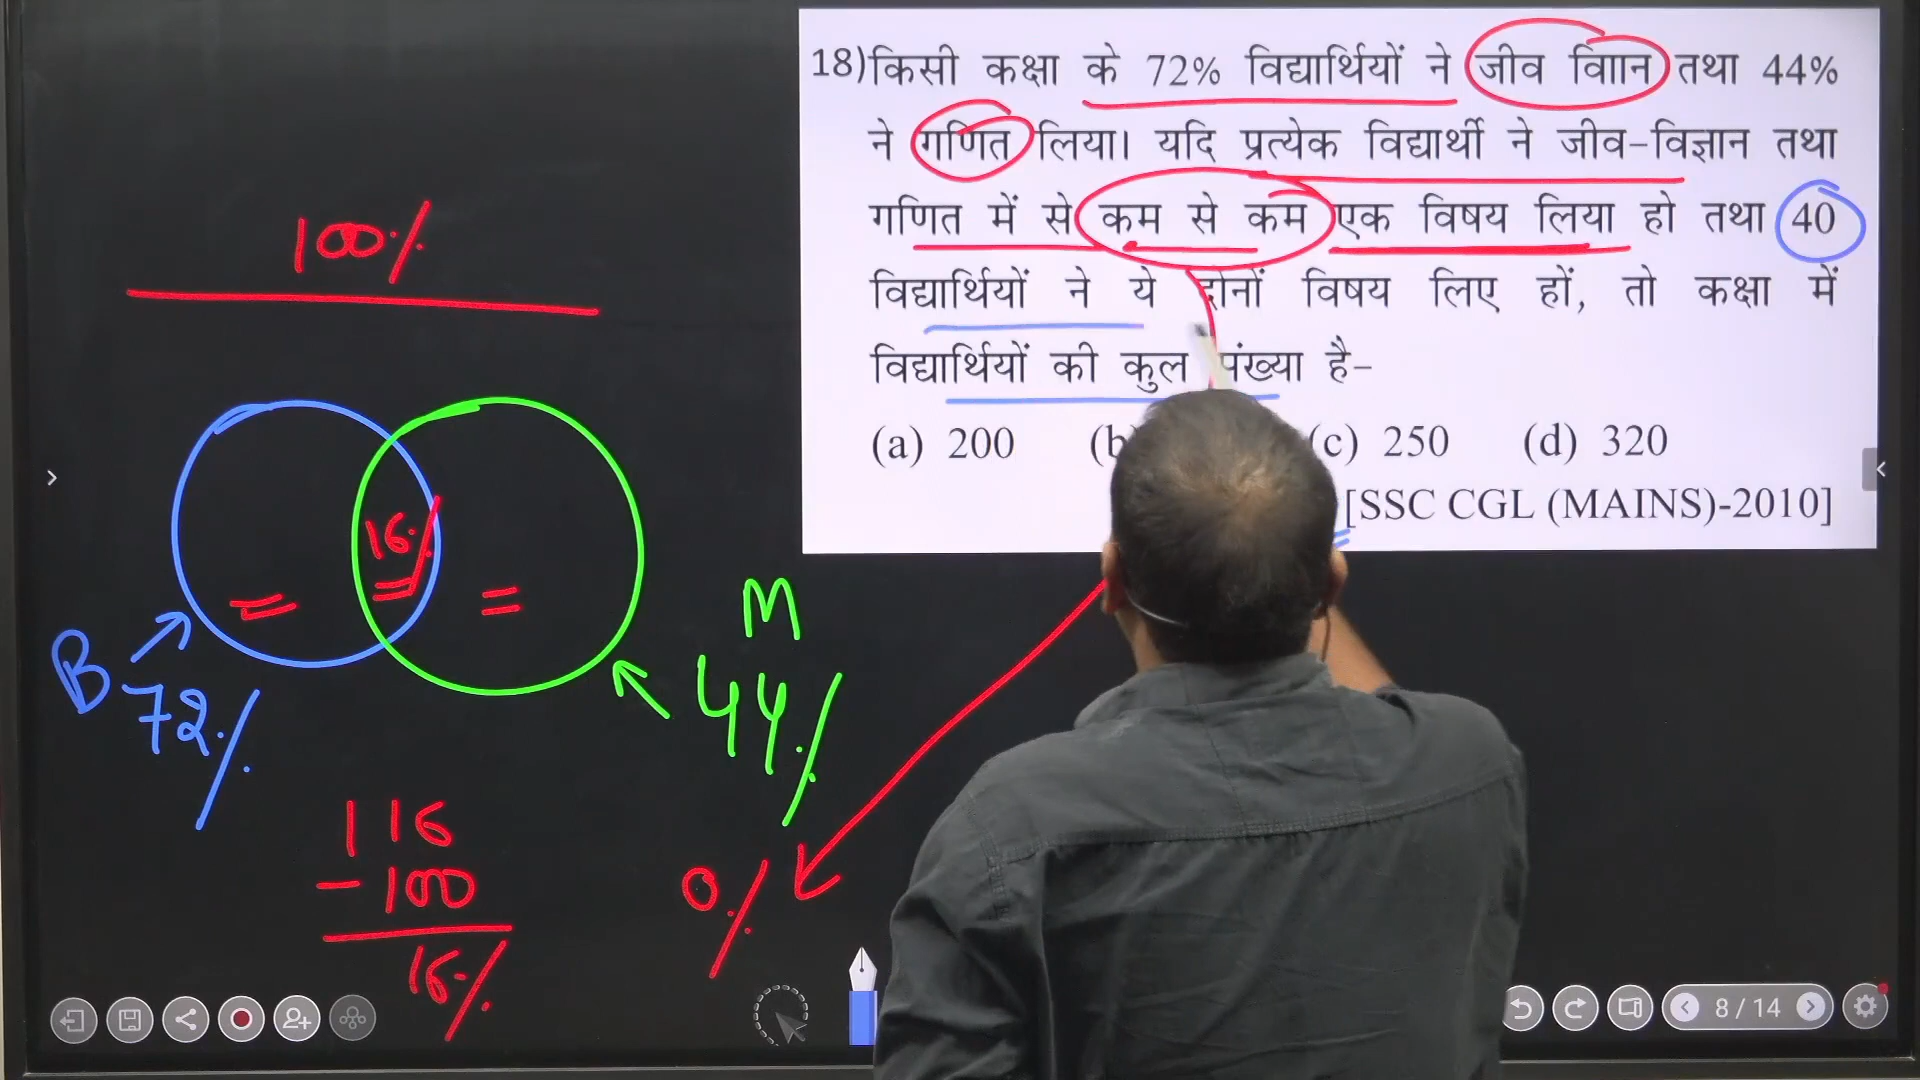 18) किसी कक्षा के 72% विद्यार्थियों ने जीव विाान तथा 44%
ने गणित लिया। यदि प्रत्येक विद्यार्थी ने जीव-विज्ञान तथा
गणित में से कम से कम एक विषय लिया हो तथा 40
विद्यार्थियों ने ये दोनों विषय लिए हों, तो कक्षा में
विद्यार्थियों की कुल है-
(a) 200 (c) 250 (d) 320
[SSC CGL (MAINS)-2010]
100%
16%
B
72%
M
44%
116
- 100
16%
0%
8 / 14